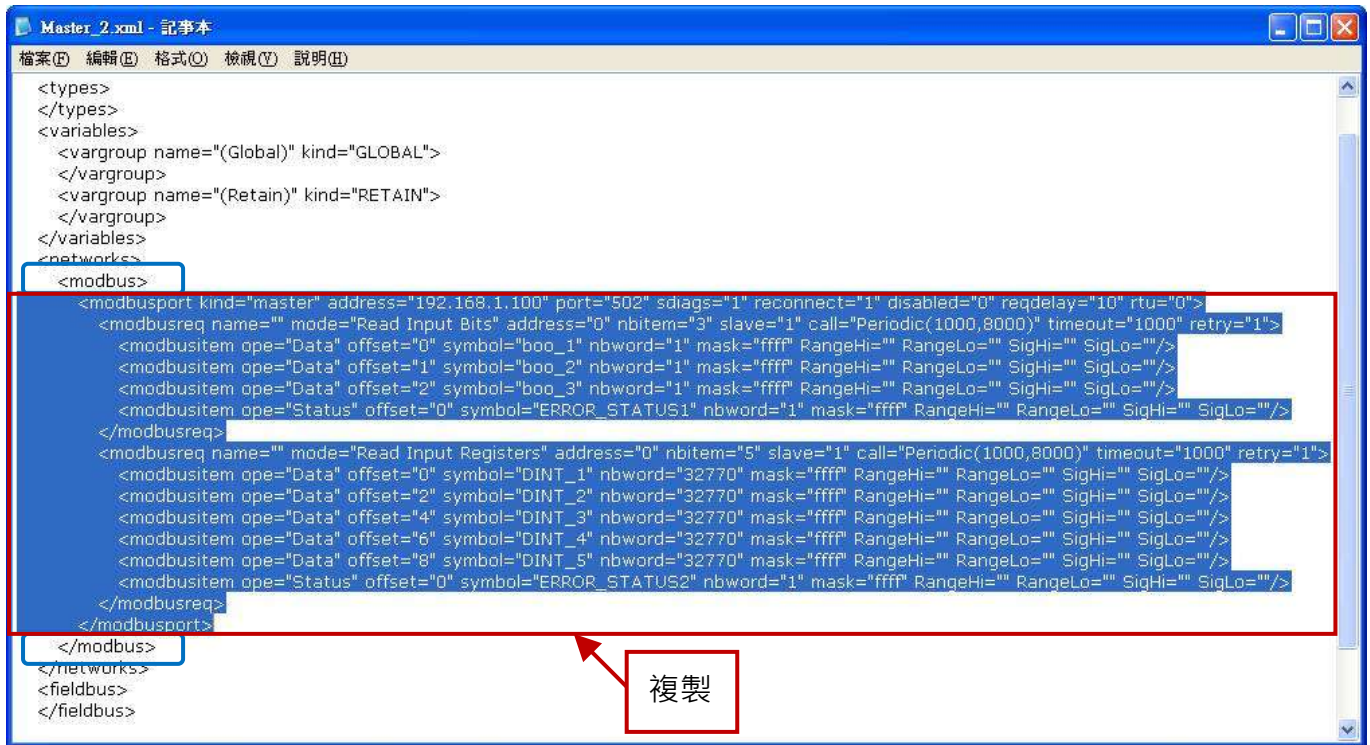 Master_2.xml - 記事本
檔案(F) 編輯(E) 格式(O) 檢視(V) 說明(H)
<types>
</types>
<variables>
<vargroup name="(Global)" kind="GLOBAL">
</vargroup>
<vargroup name="(Retain)" kind="RETAIN">
</vargroup>
</variables>
<networks>
<modbus>
<modbusport kind="master" address="192.168.1.100" port="502" sdiags="1" reconnect="1" disabled="0" reqdelay="10" rtu="0">
<modbusreq name="" mode="Read Input Bits" address="0" nbitem="3" slave="1" call="Periodic(1000,8000)" timeout="1000" retry="1">
<modbusitem ope="Data" offset="0" symbol="boo_1" nbword="1" mask="ffff" RangeHi="" RangeLo="" SigHi="" SigLo=""/>
<modbusitem ope="Data" offset="1" symbol="boo_2" nbword="1" mask="ffff" RangeHi="" RangeLo="" SigHi="" SigLo=""/>
<modbusitem ope="Data" offset="2" symbol="boo_3" nbword="1" mask="ffff" RangeHi="" RangeLo="" SigHi="" SigLo=""/>
<modbusitem ope="Status" offset="0" symbol="ERROR_STATUS1" nbword="1" mask="ffff" RangeHi="" RangeLo="" SigHi="" SigLo=""/>
</modbusreq>
<modbusreq name="" mode="Read Input Registers" address="0" nbitem="5" slave="1" call="Periodic(1000,8000)" timeout="1000" retry="1">
<modbusitem ope="Data" offset="0" symbol="DINT_1" nbword="32770" mask="ffff" RangeHi="" RangeLo="" SigHi="" SigLo=""/>
<modbusitem ope="Data" offset="2" symbol="DINT_2" nbword="32770" mask="ffff" RangeHi="" RangeLo="" SigHi="" SigLo=""/>
<modbusitem ope="Data" offset="4" symbol="DINT_3" nbword="32770" mask="ffff" RangeHi="" RangeLo="" SigHi="" SigLo=""/>
<modbusitem ope="Data" offset="6" symbol="DINT_4" nbword="32770" mask="ffff" RangeHi="" RangeLo="" SigHi="" SigLo=""/>
<modbusitem ope="Data" offset="8" symbol="DINT_5" nbword="32770" mask="ffff" RangeHi="" RangeLo="" SigHi="" SigLo=""/>
<modbusitem ope="Status" offset="0" symbol="ERROR_STATUS2" nbword="1" mask="ffff" RangeHi="" RangeLo="" SigHi="" SigLo=""/>
</modbusreq>
</modbusport>
</modbus>
</networks>
<fieldbus>
</fieldbus>
複製